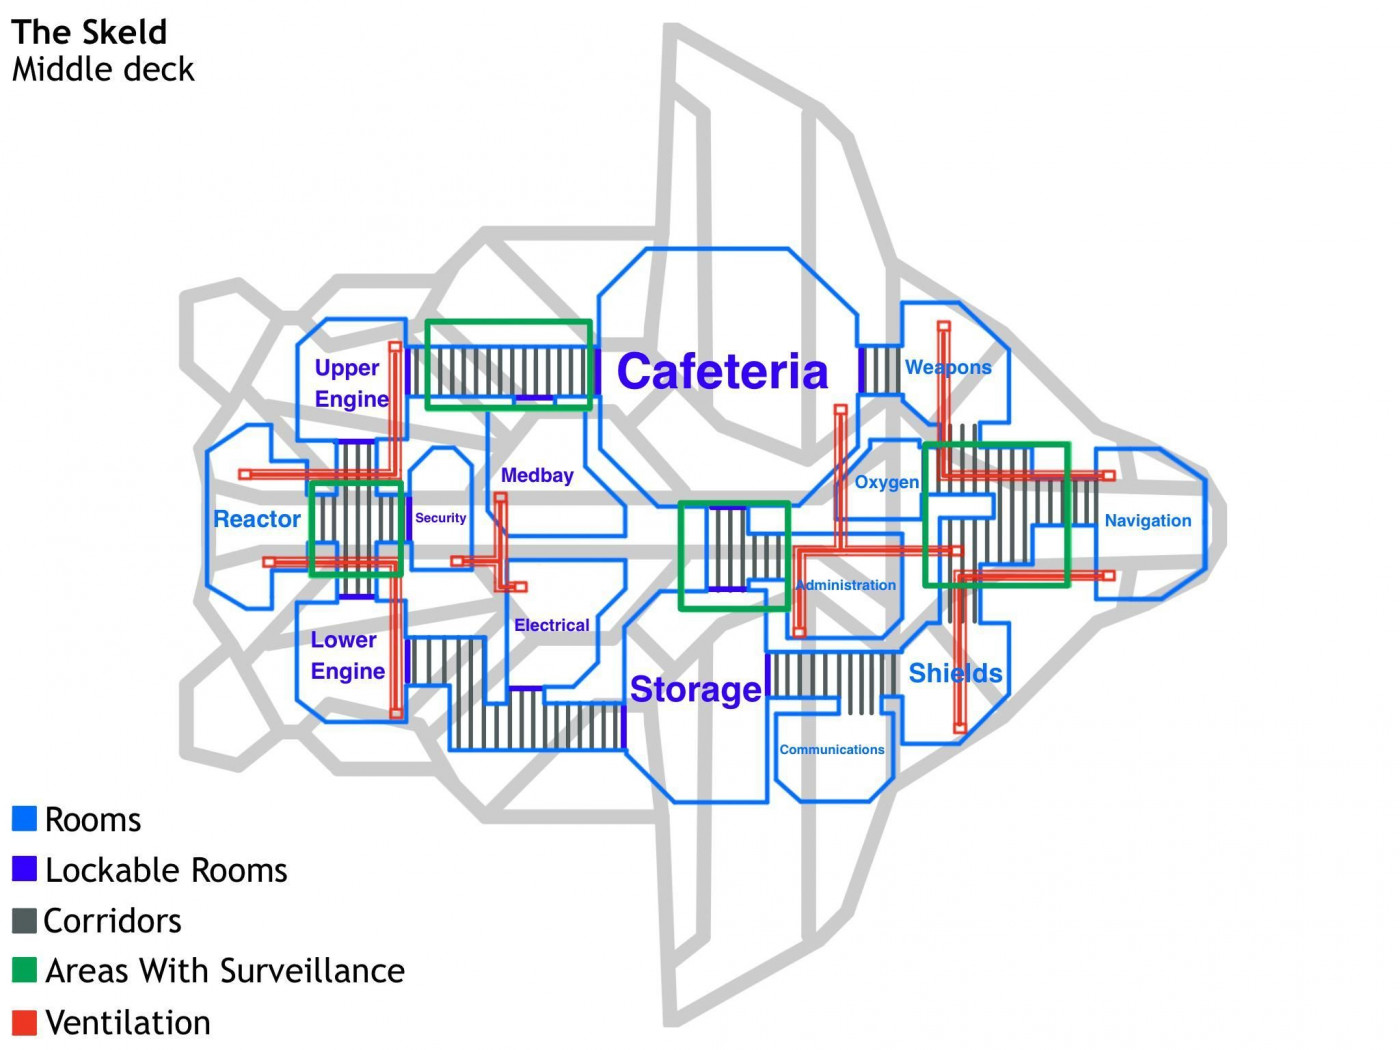 The Skeld
Middle deck
Cafeteria
Upper
Engine
Weapons
Medbay
Oxygen
Reactor
Security
Navigation
Administration
Electrical
Lower
Engine
Storage
Shields
Communications
Rooms
Lockable Rooms
Corridors
Areas With Surveillance
Ventilation